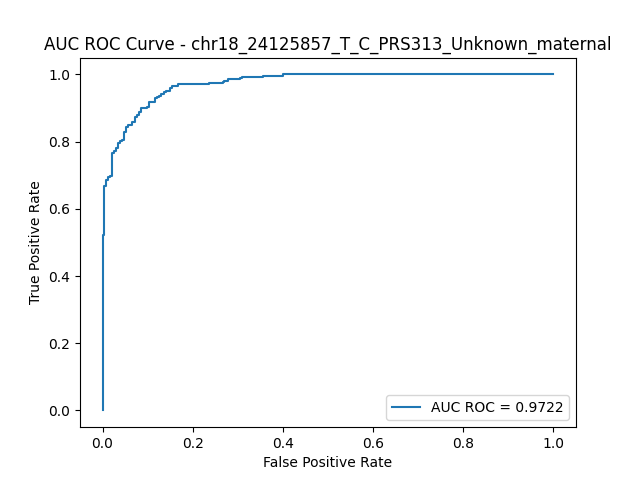 AUC ROC Curve - chr18_24125857_T_C_PRS313_Unknown_maternal
1.0
0.8
0.6
0.4
0.2
0.0
True Positive Rate
AUC ROC = 0.9722
0.0 0.2 0.4 0.6 0.8 1.0
False Positive Rate